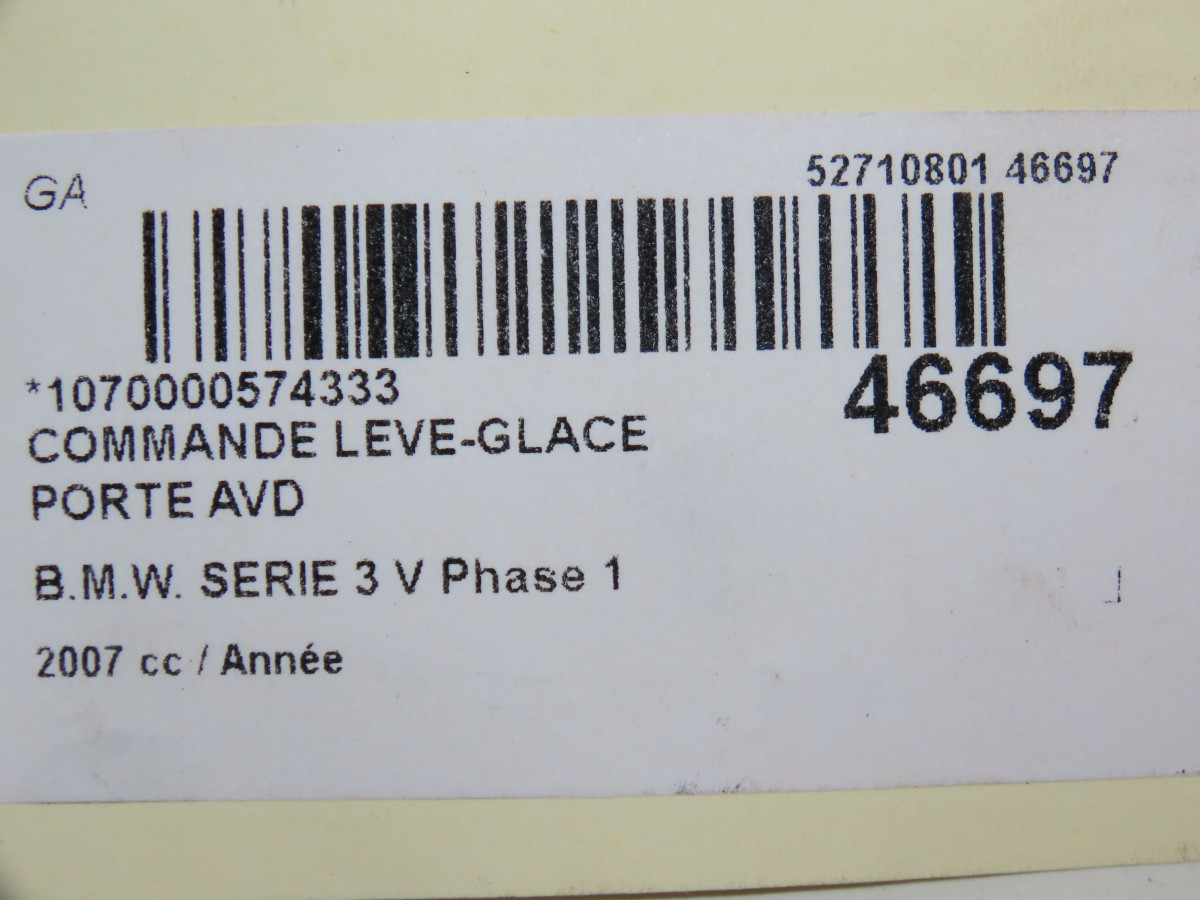 GA
52710801 46697
*1070000574333
46697
COMMANDE LEVE-GLACE
PORTE AVD
B.M.W. SERIE 3 V Phase 1
2007 cc / Année